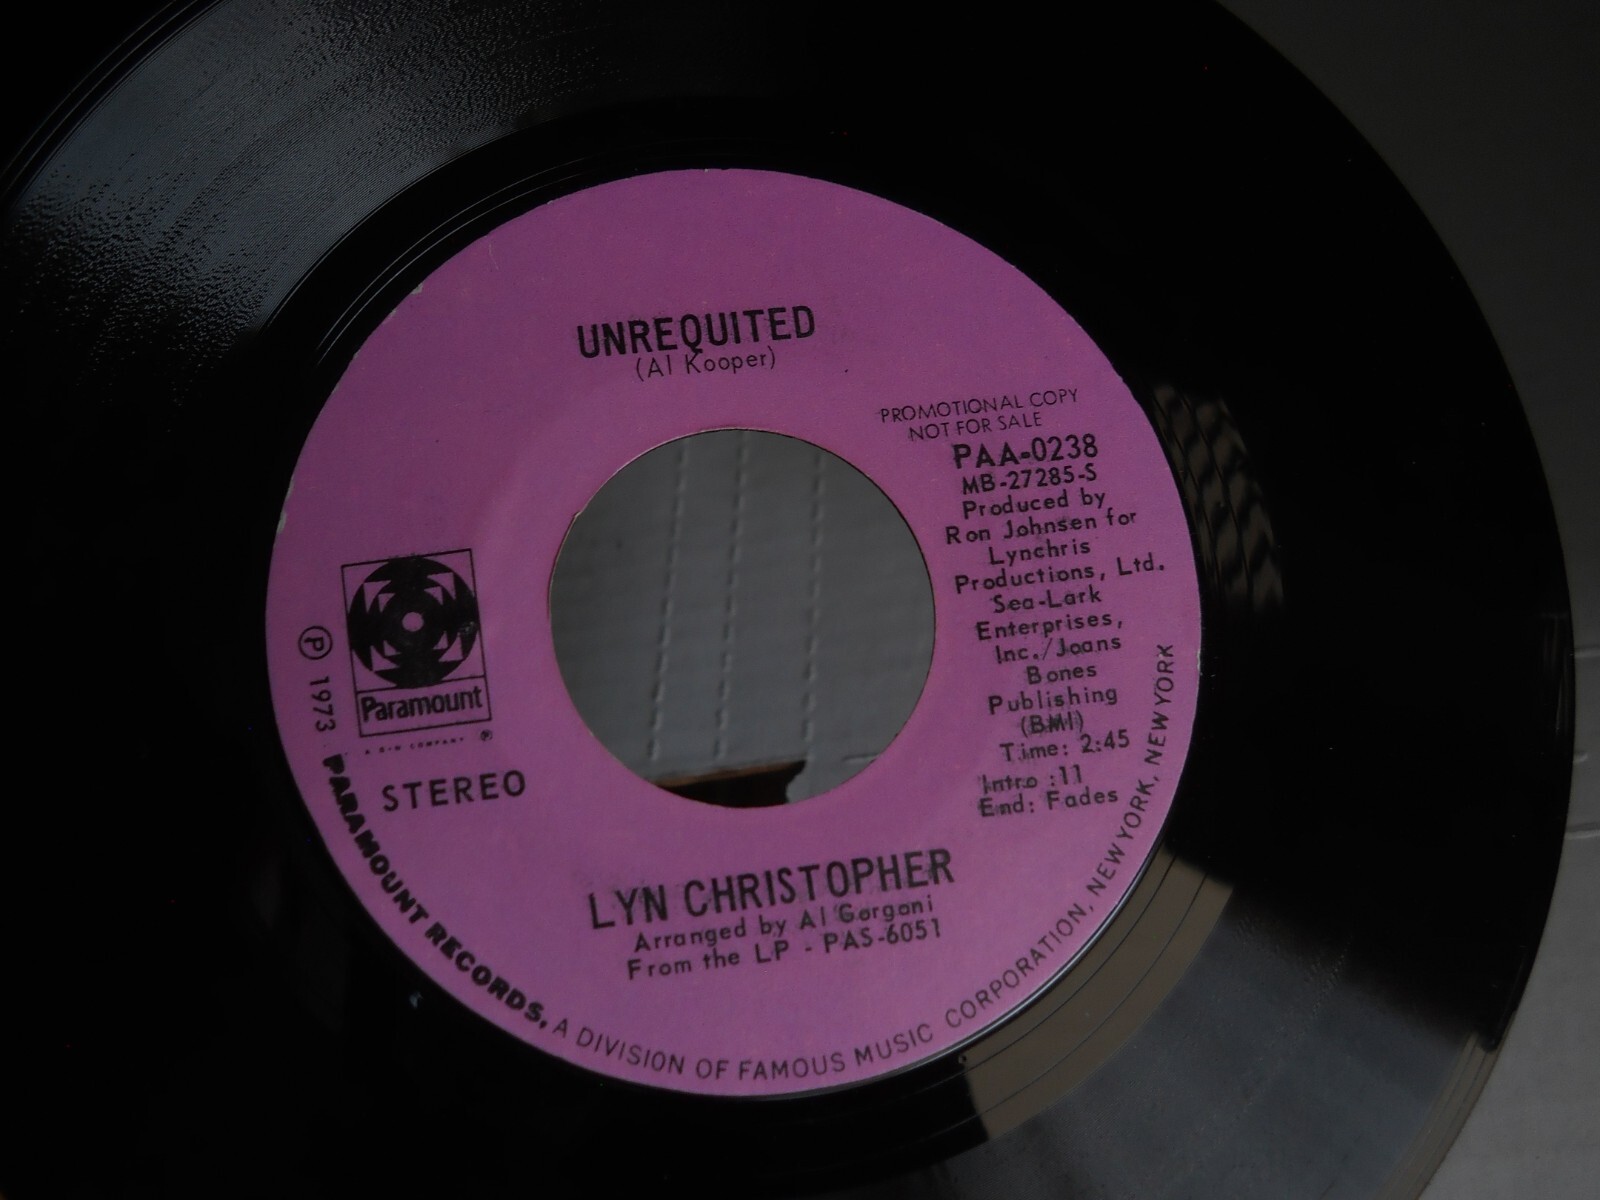 UNREQUITED
(Al Kooper)
PROMOTIONAL COPY
NOT FOR SALE
PAA-0238
MB-27285-S
Produced by
Ron Johnsen for
Lynchris
Productions, Ltd.
Sea-Lark
Enterprises,
Inc./Joans
Bones
Publishing
(BMI)
Time: 2:45
Intro :11
End: Fades
Paramount
A G+W COMPANY ®
STEREO
LYN CHRISTOPHER
Arranged by Al Gorgoni
From the LP - PAS-6051
℗ 1973 PARAMOUNT RECORDS, A DIVISION OF FAMOUS MUSIC CORPORATION, NEW YORK, NEW YORK